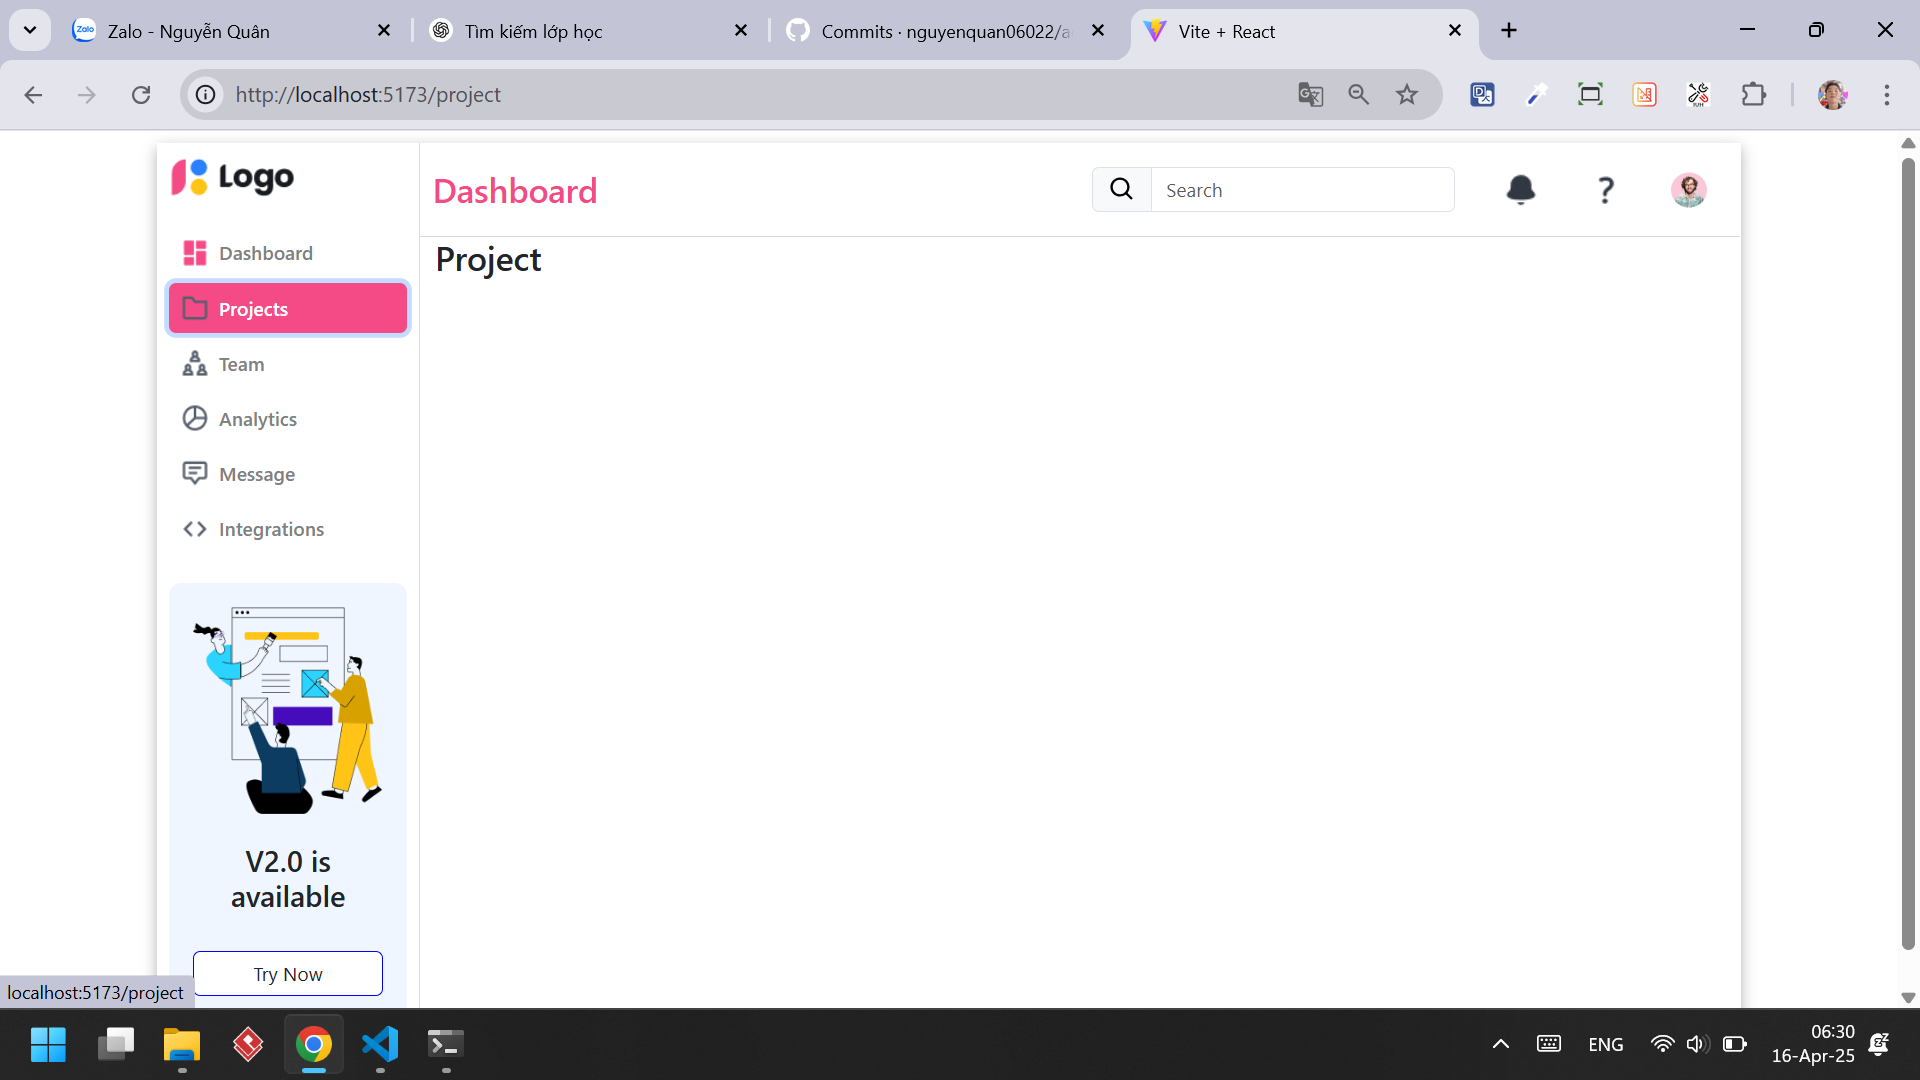 Zalo - Nguyễn Quân
Tìm kiếm lớp học
Commits · nguyenquan06022/a
Vite + React
http://localhost:5173/project
Logo
Dashboard
Search
?
Dashboard
Projects
Team
Analytics
Message
Integrations
Project
V2.0 is
available
Try Now
localhost:5173/project
ENG
06:30
16-Apr-25